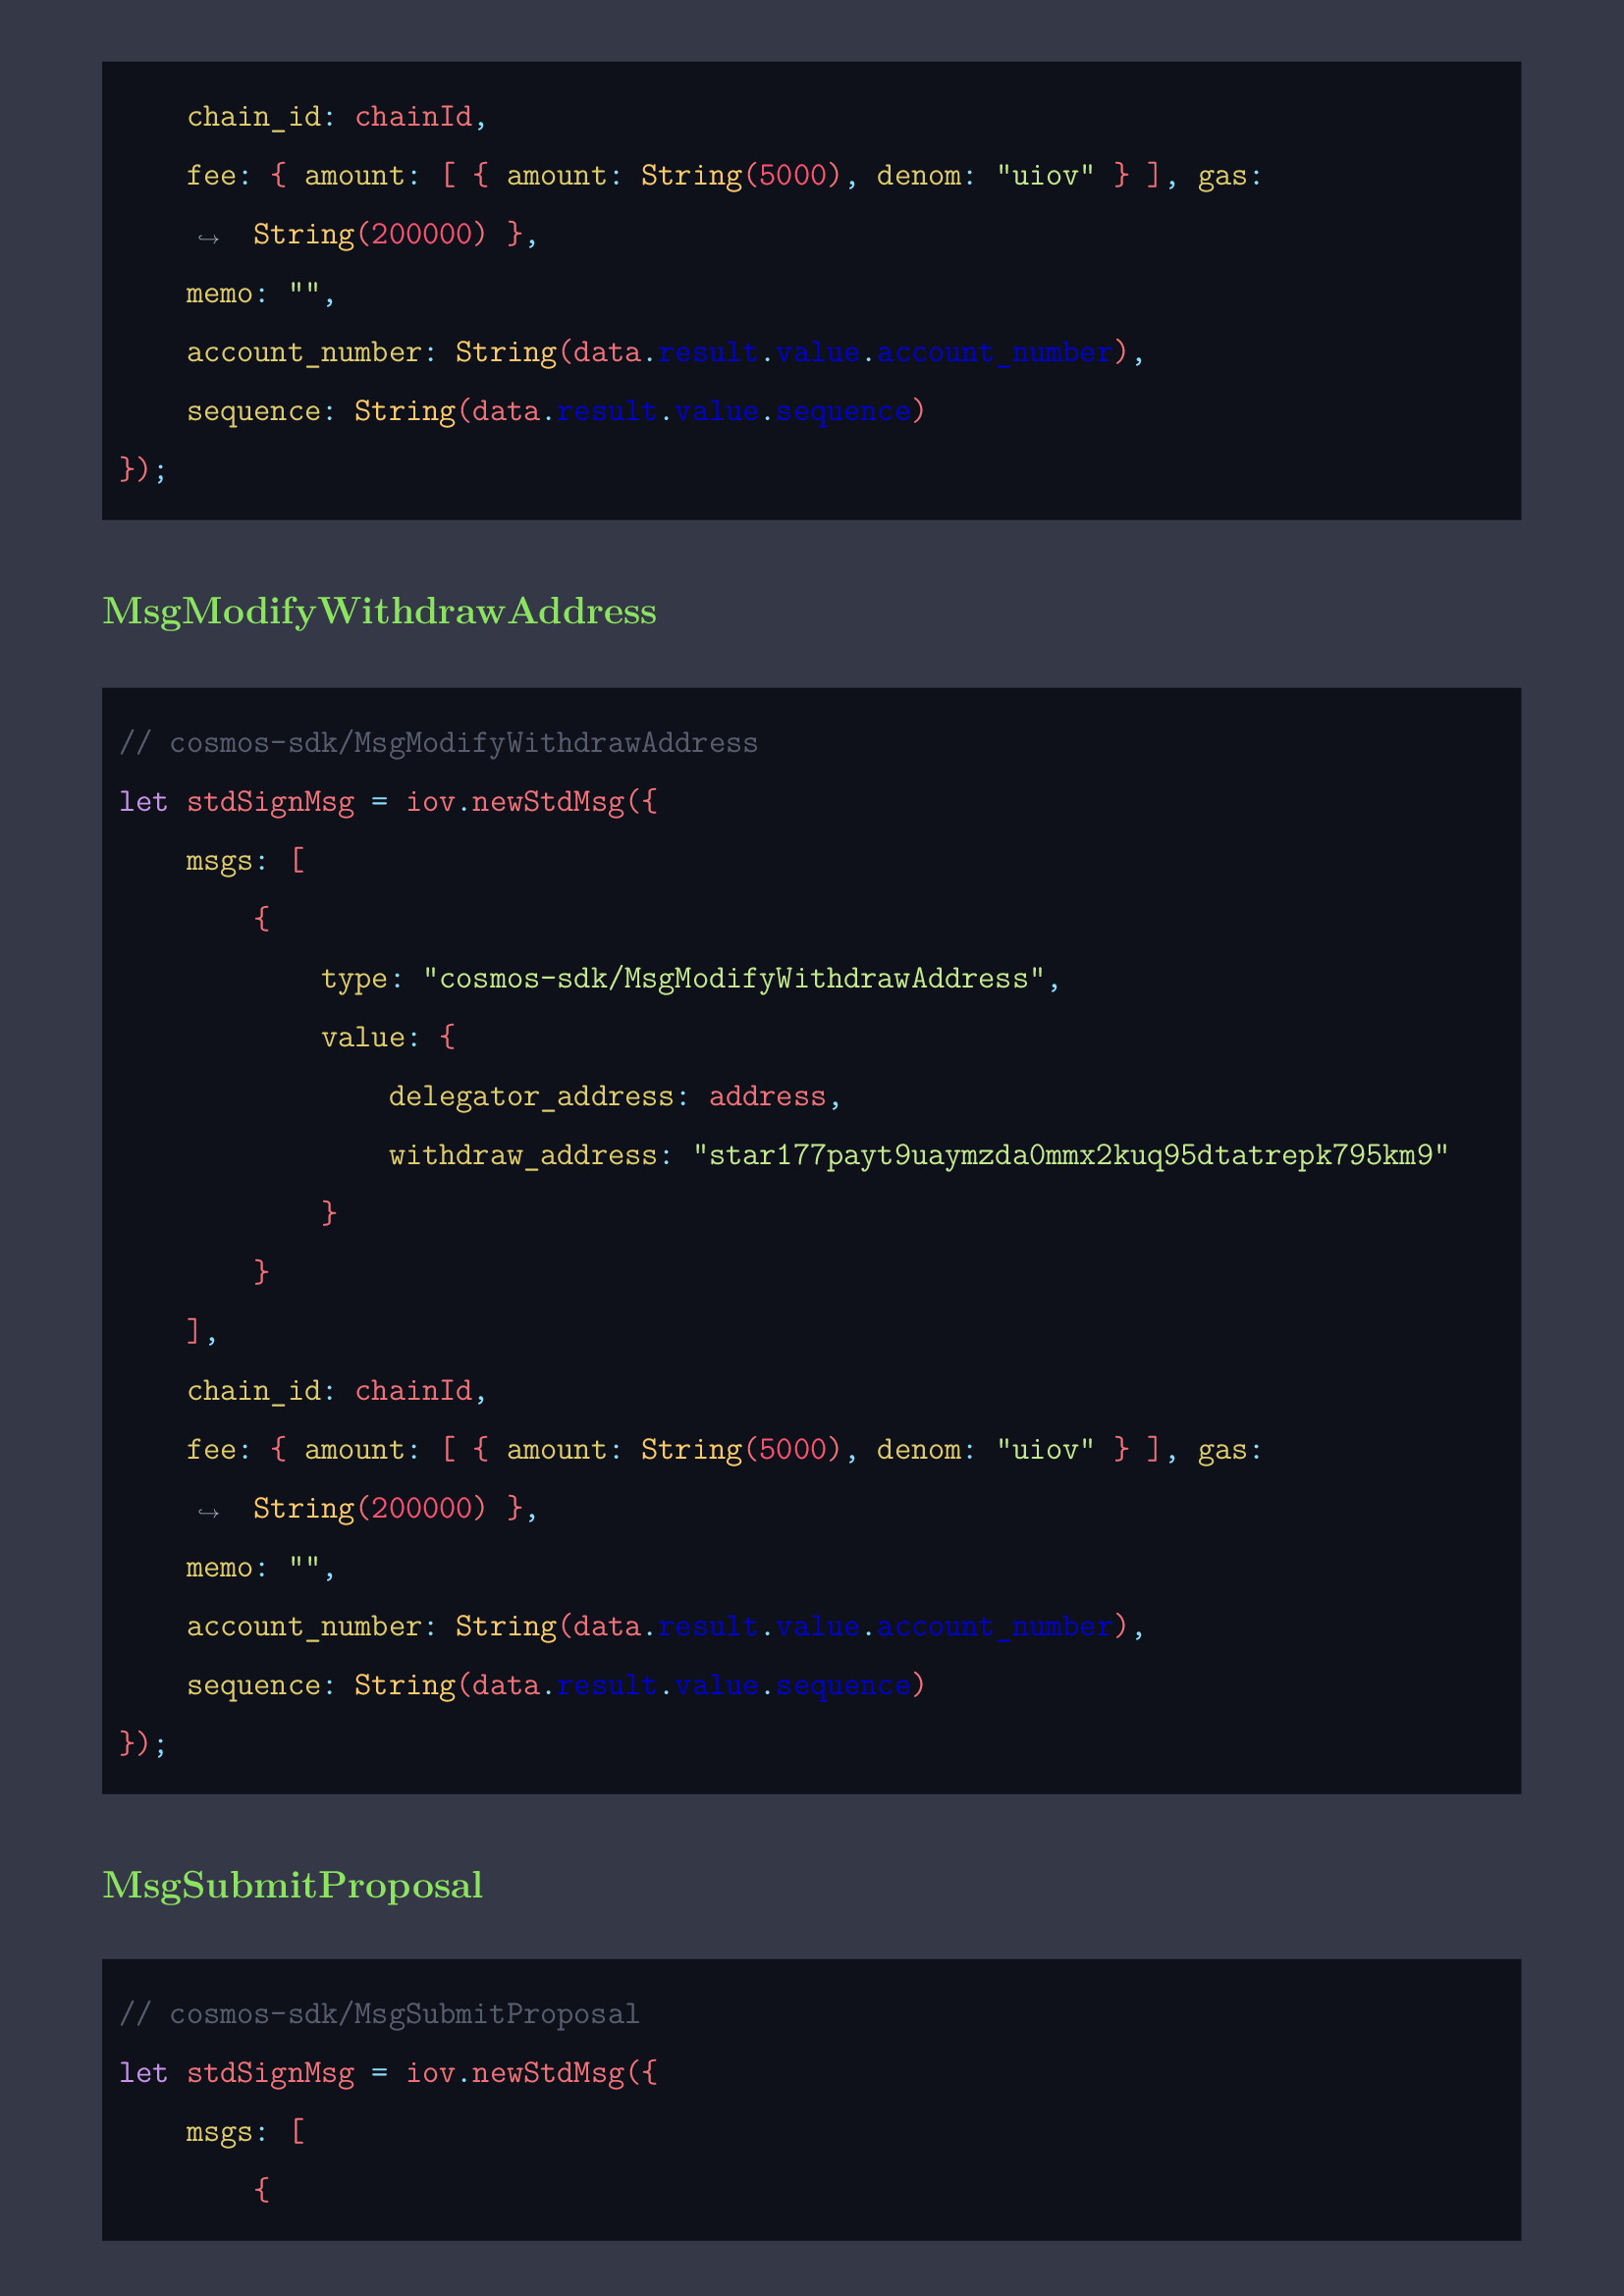 chain_id: chainId,
    fee: { amount: [ { amount: String(5000), denom: "uiov" } ], gas:
    ↪  String(200000) },
    memo: "",
    account_number: String(data.result.value.account_number),
    sequence: String(data.result.value.sequence)
});
MsgModifyWithdrawAddress
// cosmos-sdk/MsgModifyWithdrawAddress
let stdSignMsg = iov.newStdMsg({
    msgs: [
        {
            type: "cosmos-sdk/MsgModifyWithdrawAddress",
            value: {
                delegator_address: address,
                withdraw_address: "star177payt9uaymzda0mmx2kuq95dtatrepk795km9"
            }
        }
    ],
    chain_id: chainId,
    fee: { amount: [ { amount: String(5000), denom: "uiov" } ], gas:
    ↪  String(200000) },
    memo: "",
    account_number: String(data.result.value.account_number),
    sequence: String(data.result.value.sequence)
});
MsgSubmitProposal
// cosmos-sdk/MsgSubmitProposal
let stdSignMsg = iov.newStdMsg({
    msgs: [
        {